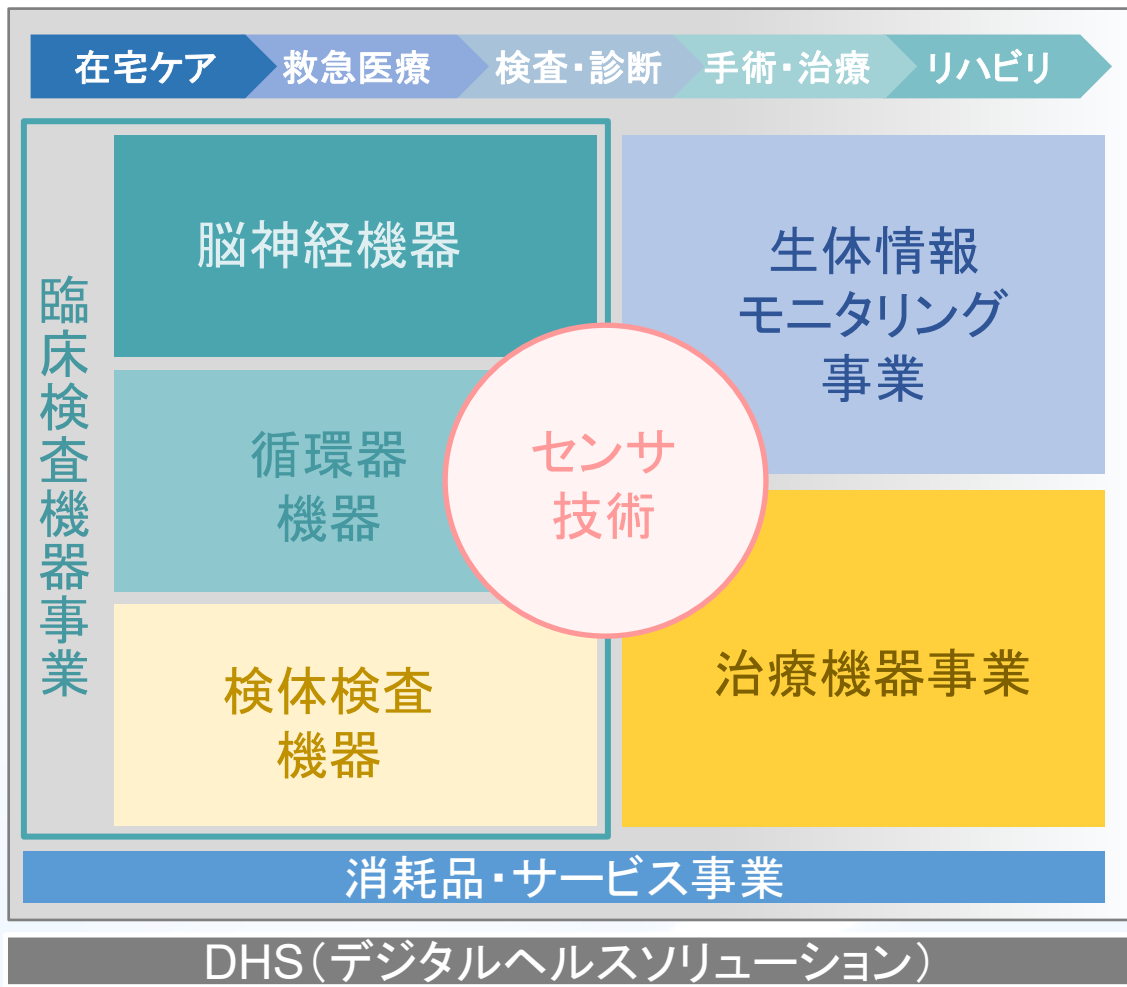 在宅ケア
救急医療
検査・診断
手術・治療
リハビリ
臨床検査機器事業
脳神経機器
循環器
機器
検体検査
機器
センサ
技術
生体情報
モニタリング
事業
治療機器事業
消耗品・サービス事業
DHS(デジタルヘルスソリューション)